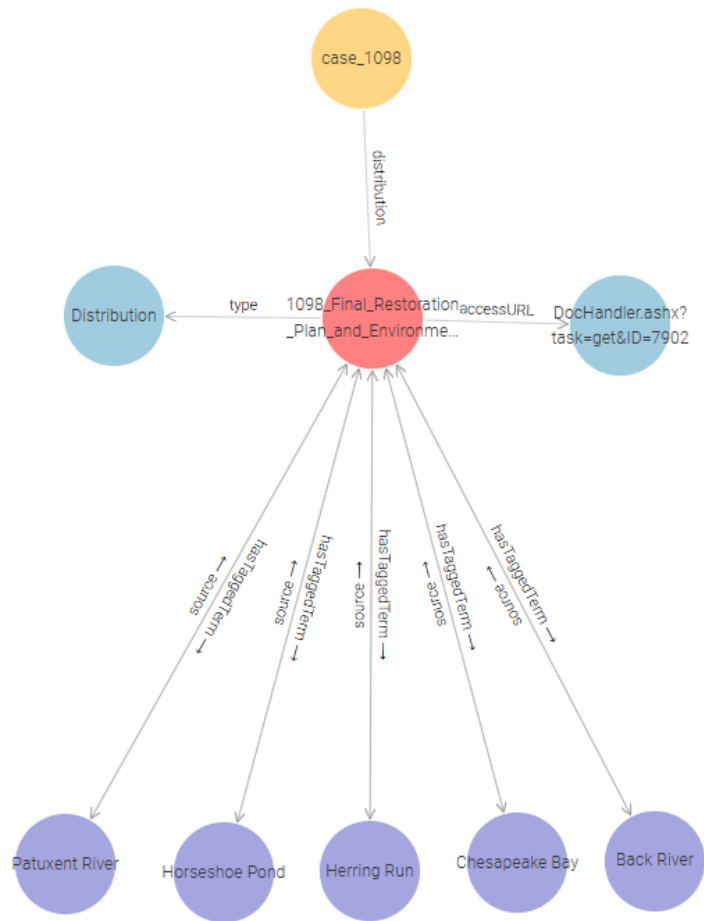 case_1098
distribution
Distribution
type
1098_Final_Restoration
_Plan_and_Environme...
accessURL
DocHandler.ashx?
task=get&ID=7902
source →
hasTaggedTerm →
source →
hasTaggedTerm →
hasTaggedTerm →
source →
hasTaggedTerm →
source →
hasTaggedTerm →
source →
Patuxent River
Horseshoe Pond
Herring Run
Chesapeake Bay
Back River